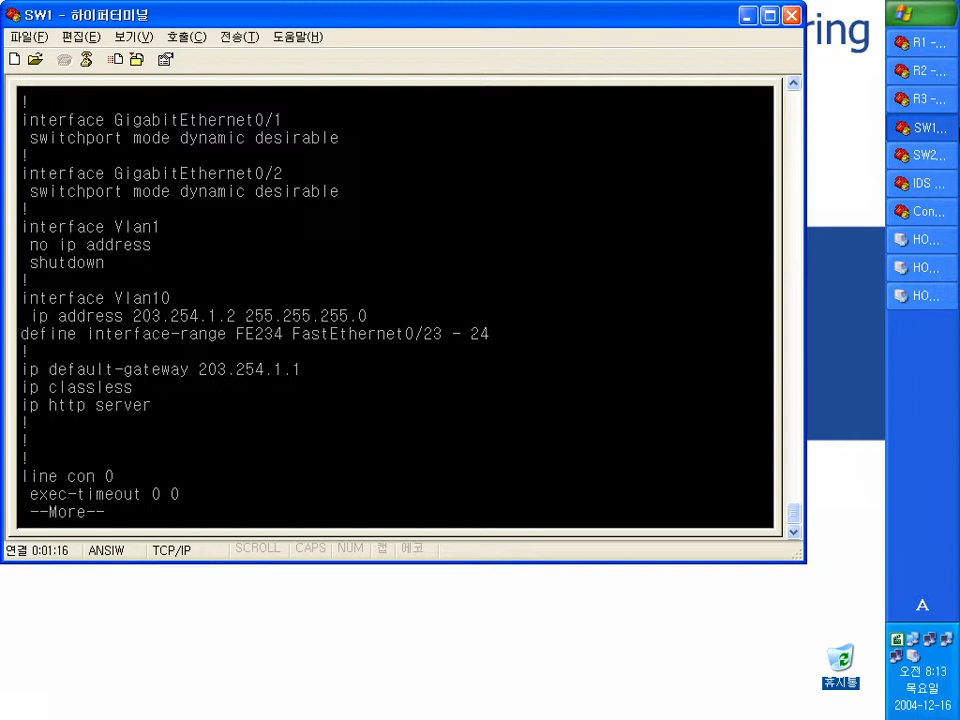 SW1 - 하이퍼터미널
ring
파일(F) 편집(E) 보기(V) 호출(C) 전송(T) 도움말(H)
!
interface GigabitEthernet0/1
switchport mode dynamic desirable
!
interface GigabitEthernet0/2
switchport mode dynamic desirable
!
interface Vlan1
no ip address
shutdown
!
interface Vlan10
ip address 203.254.1.2 255.255.255.0
define interface-range FE234 FastEthernet0/23 - 24
!
ip default-gateway 203.254.1.1
ip classless
ip http server
!
!
!
line con 0
exec-timeout 0 0
--More--
연결 0:01:16 ANSIW TCP/IP SCROLL CAPS NUM 캡 에코
R1 -...
R2 -...
R3 -...
SW1...
SW2...
IDS ...
Con...
HO...
HO...
HO...
A
휴지통
오전 8:13
목요일
2004-12-16